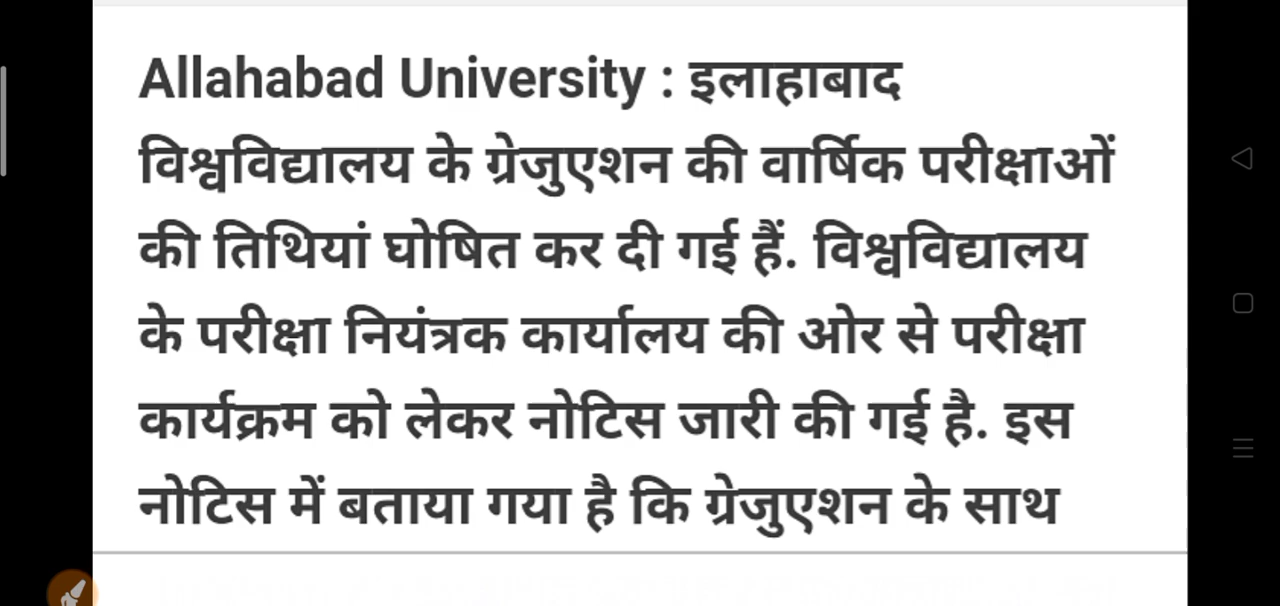 Allahabad University : इलाहाबाद
विश्वविद्यालय के ग्रेजुएशन की वार्षिक परीक्षाओं
की तिथियां घोषित कर दी गई हैं. विश्वविद्यालय
के परीक्षा नियंत्रक कार्यालय की ओर से परीक्षा
कार्यक्रम को लेकर नोटिस जारी की गई है. इस
नोटिस में बताया गया है कि ग्रेजुएशन के साथ